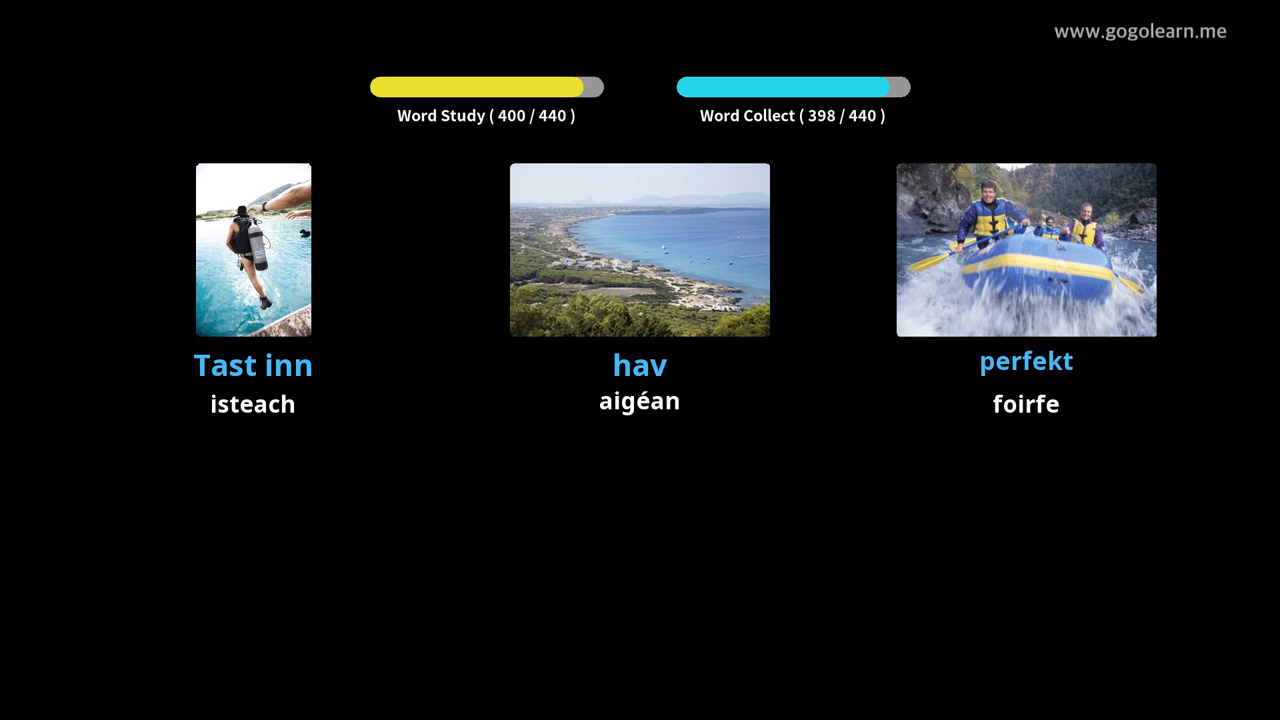 www.gogolearn.me
Word Study ( 400 / 440 )
Word Collect ( 398 / 440 )
Tast inn
isteach
hav
aigéan
perfekt
foirfe